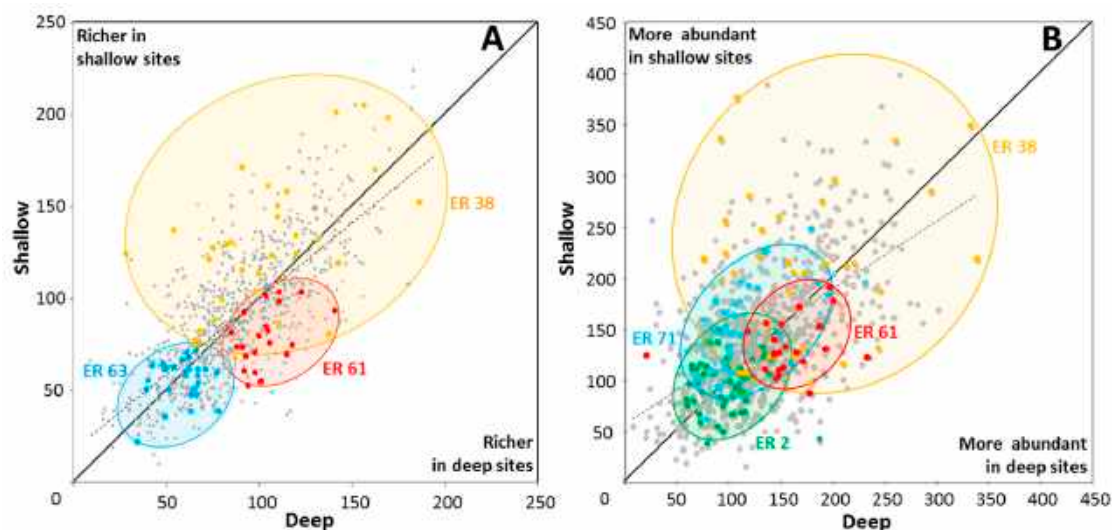 250
200
150
100
50
0
Shallow
Richer in
shallow sites
A
ER 38
ER 63
ER 61
Richer
in deep sites
50
100
150
200
250
Deep
450
400
350
300
250
200
150
100
50
0
Shallow
More abundant
in shallow sites
B
ER 38
ER 71
ER 61
ER 2
More abundant
in deep sites
50
100
150
200
250
300
350
400
450
Deep